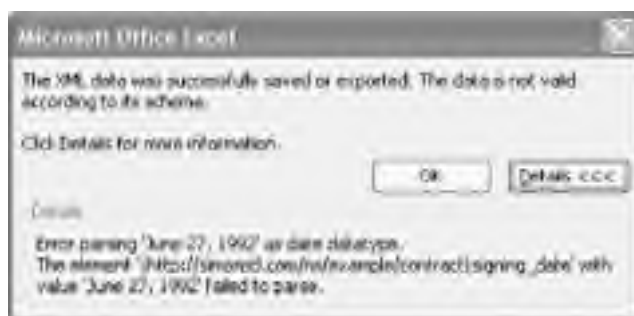 Microsoft Office Excel
The XML data was successfully saved or exported. The data is not valid
according to its schema.
Click Details for more information.
OK
Details <<<
Details
Error parsing 'June 27, 1992' as date datatype.
The element '{http://simonstl.com/ns/example/contract}signing_date' with
value 'June 27, 1992' failed to parse.